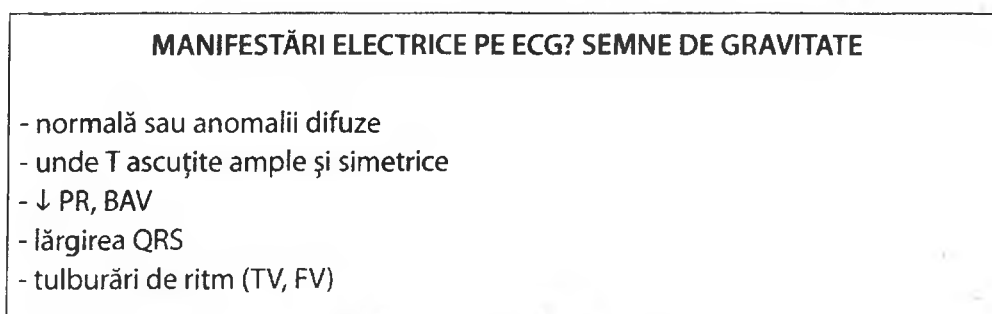 MANIFESTĂRI ELECTRICE PE ECG? SEMNE DE GRAVITATE
- normală sau anomalii difuze
- unde T ascuțite ample și simetrice
- ↓ PR, BAV
- lărgirea QRS
- tulburări de ritm (TV, FV)